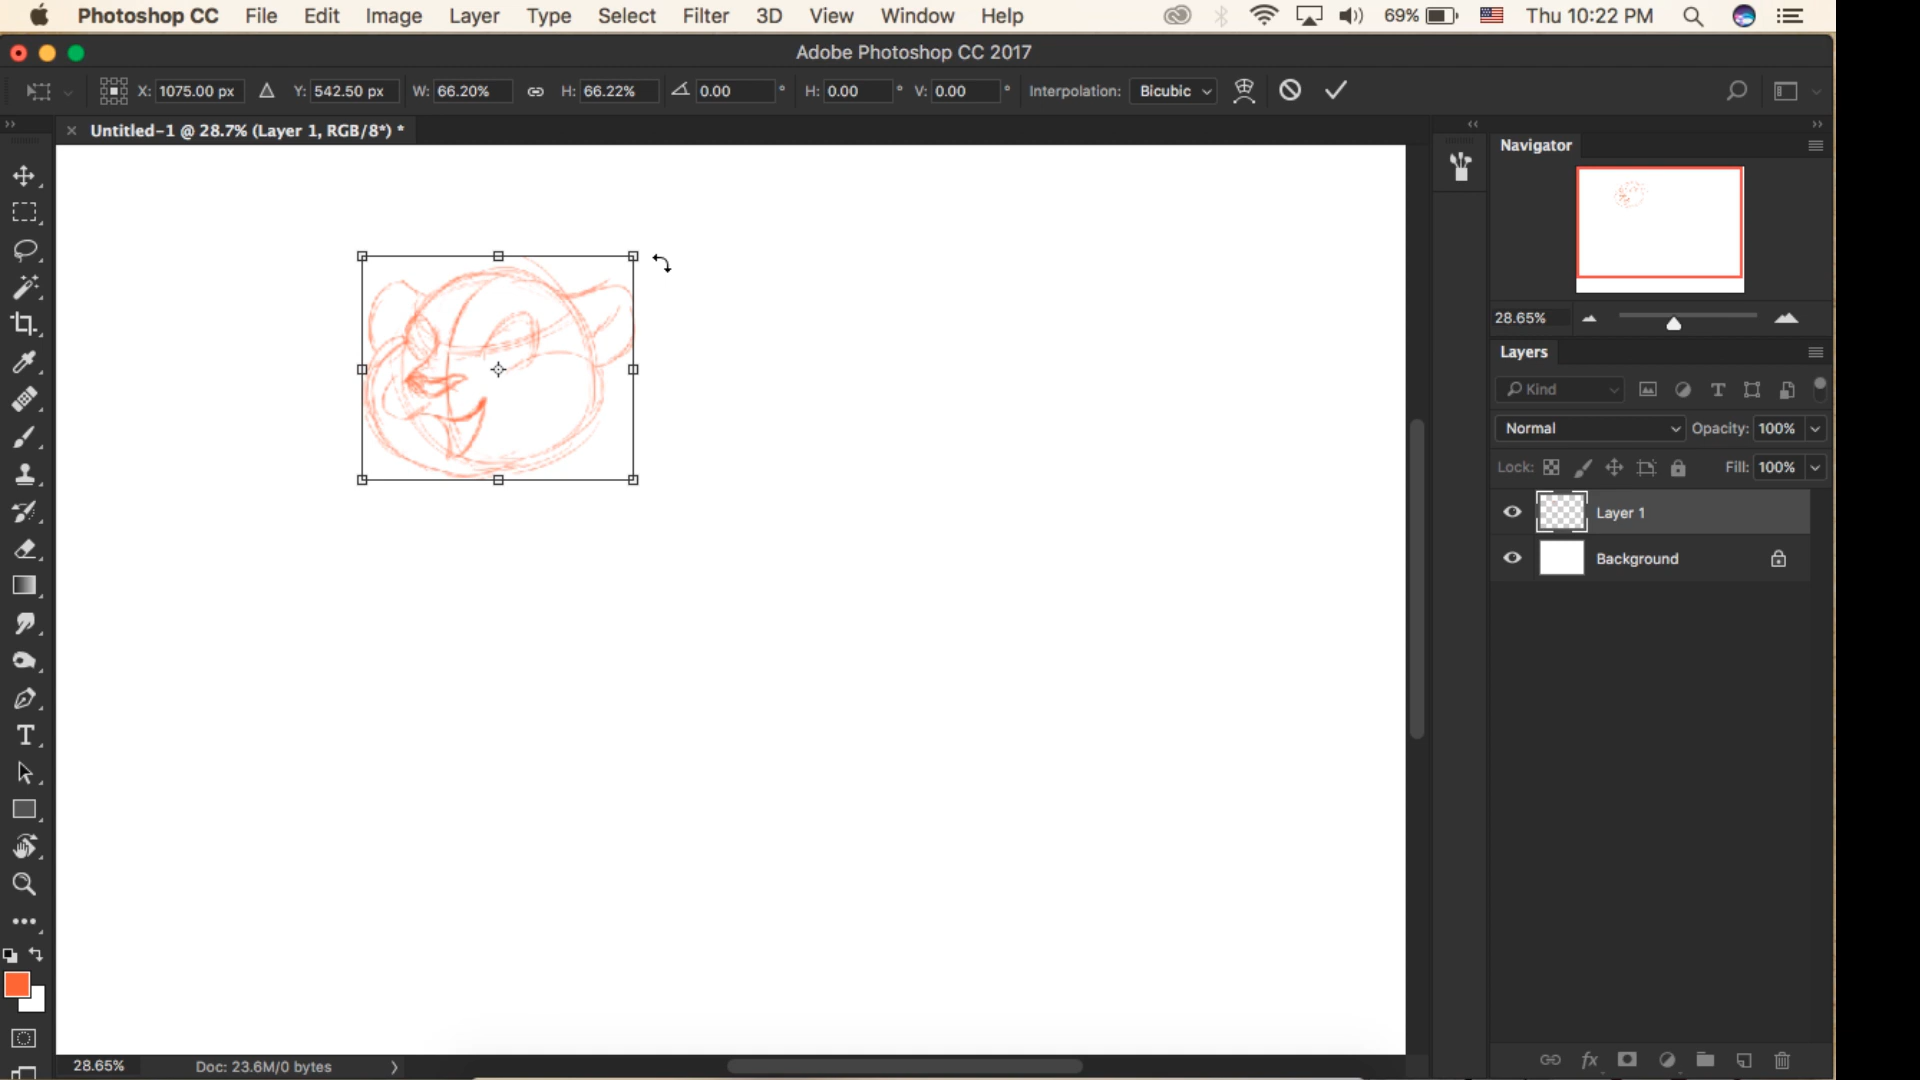 Photoshop CC File Edit Image Layer Type Select Filter 3D View Window Help 69% Thu 10:22 PM
Adobe Photoshop CC 2017
X: 1075.00 px Y: 542.50 px W: 66.20% H: 66.22% 0.00 ° H: 0.00 ° V: 0.00 ° Interpolation: Bicubic
Untitled-1 @ 28.7% (Layer 1, RGB/8*) *
Navigator
28.65%
Layers
Kind
Normal Opacity: 100%
Lock: Fill: 100%
Layer 1
Background
28.65% Doc: 23.6M/0 bytes
fx